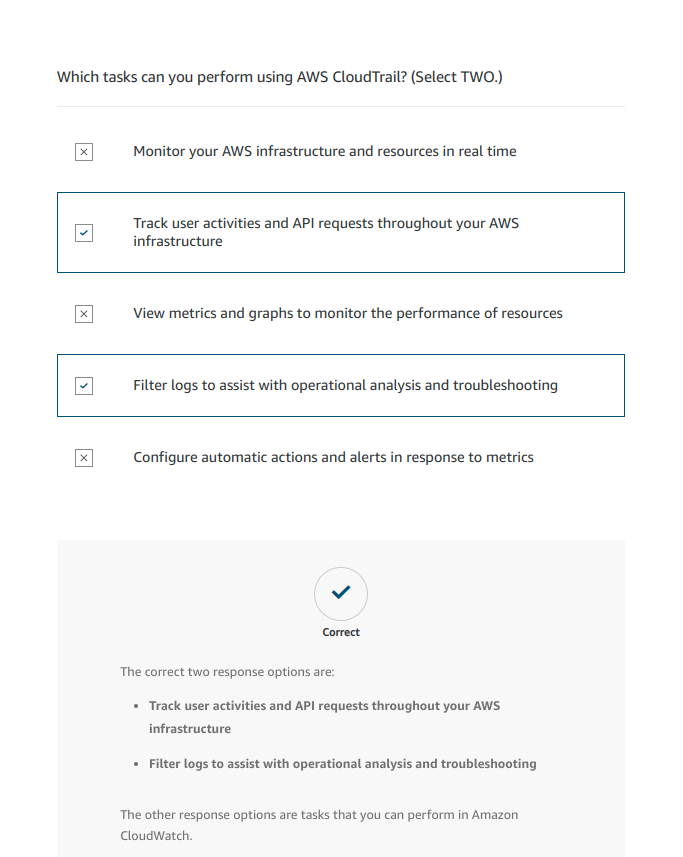 Which tasks can you perform using AWS CloudTrail? (Select TWO.)
Monitor your AWS infrastructure and resources in real time
Track user activities and API requests throughout your AWS
infrastructure
View metrics and graphs to monitor the performance of resources
Filter logs to assist with operational analysis and troubleshooting
Configure automatic actions and alerts in response to metrics
Correct
The correct two response options are:
• Track user activities and API requests throughout your AWS
infrastructure
• Filter logs to assist with operational analysis and troubleshooting
The other response options are tasks that you can perform in Amazon
CloudWatch.